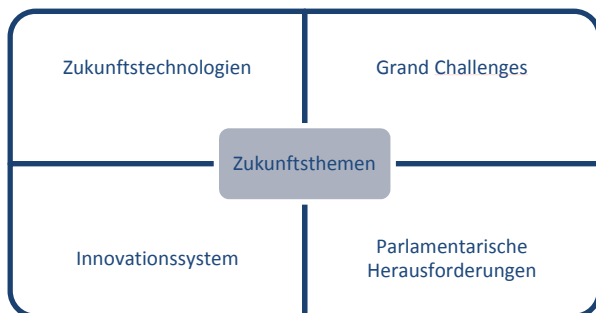 Zukunftstechnologien
Grand Challenges
Zukunftsthemen
Innovationssystem
Parlamentarische
Herausforderungen